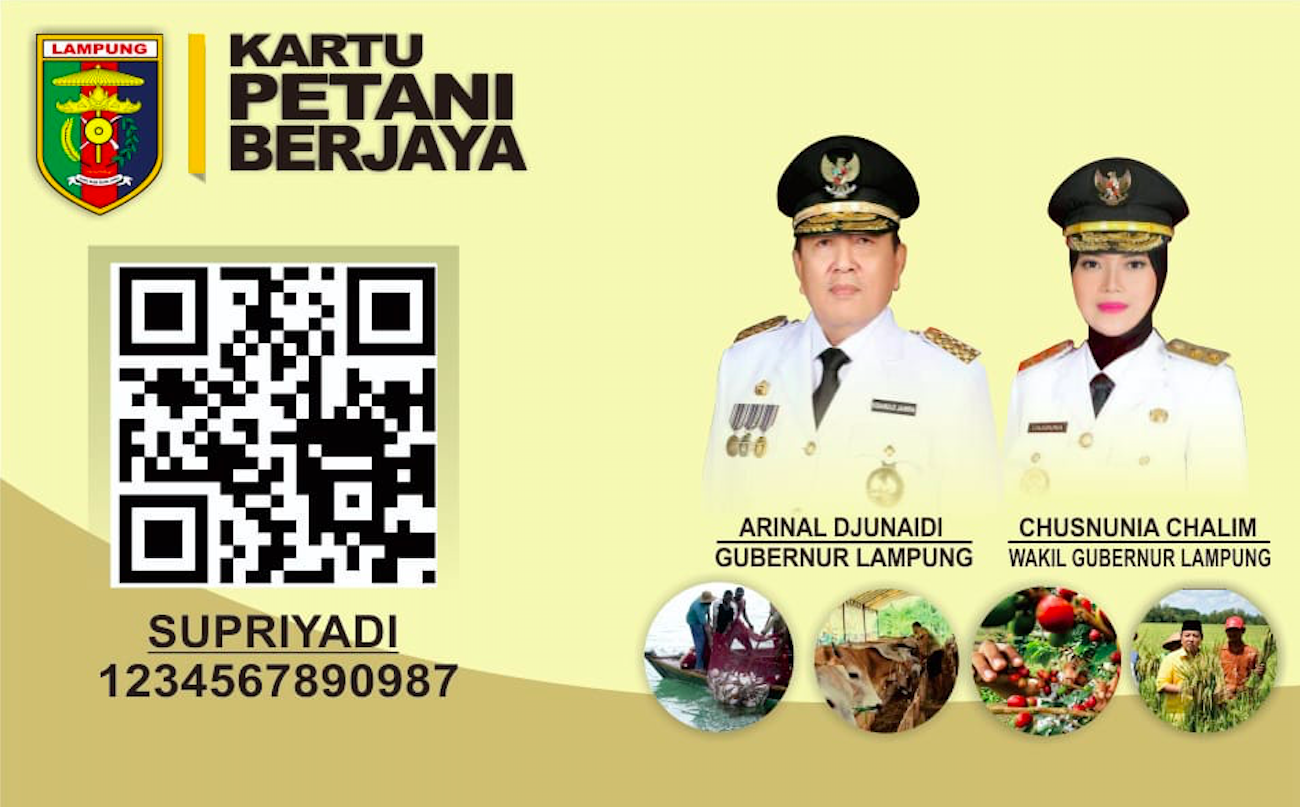 LAMPUNG
KARTU
PETANI
BERJAYA
ARINAL DJUNAIDI
GUBERNUR LAMPUNG
CHUSNUNIA CHALIM
WAKIL GUBERNUR LAMPUNG
SUPRIYADI
1234567890987